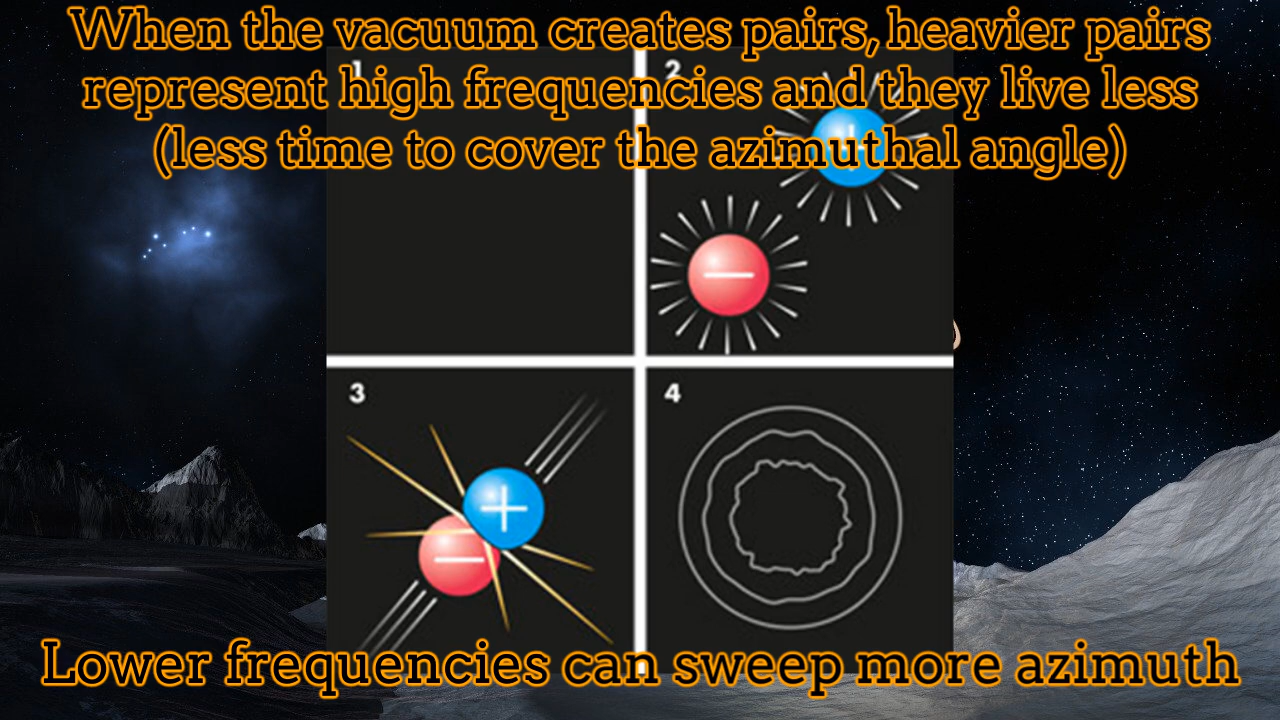 When the vacuum creates pairs, heavier pairs
represent high frequencies and they live less
(less time to cover the azimuthal angle)
1
2
+
−
3
4
+
−
Lower frequencies can sweep more azimuth